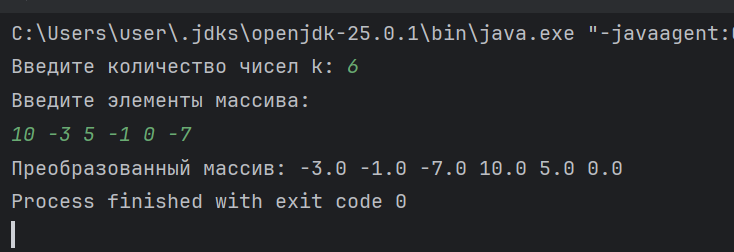 C:\Users\user\.jdks\openjdk-25.0.1\bin\java.exe "-javaagent:
Введите количество чисел k: 6
Введите элементы массива:
10 -3 5 -1 0 -7
Преобразованный массив: -3.0 -1.0 -7.0 10.0 5.0 0.0
Process finished with exit code 0